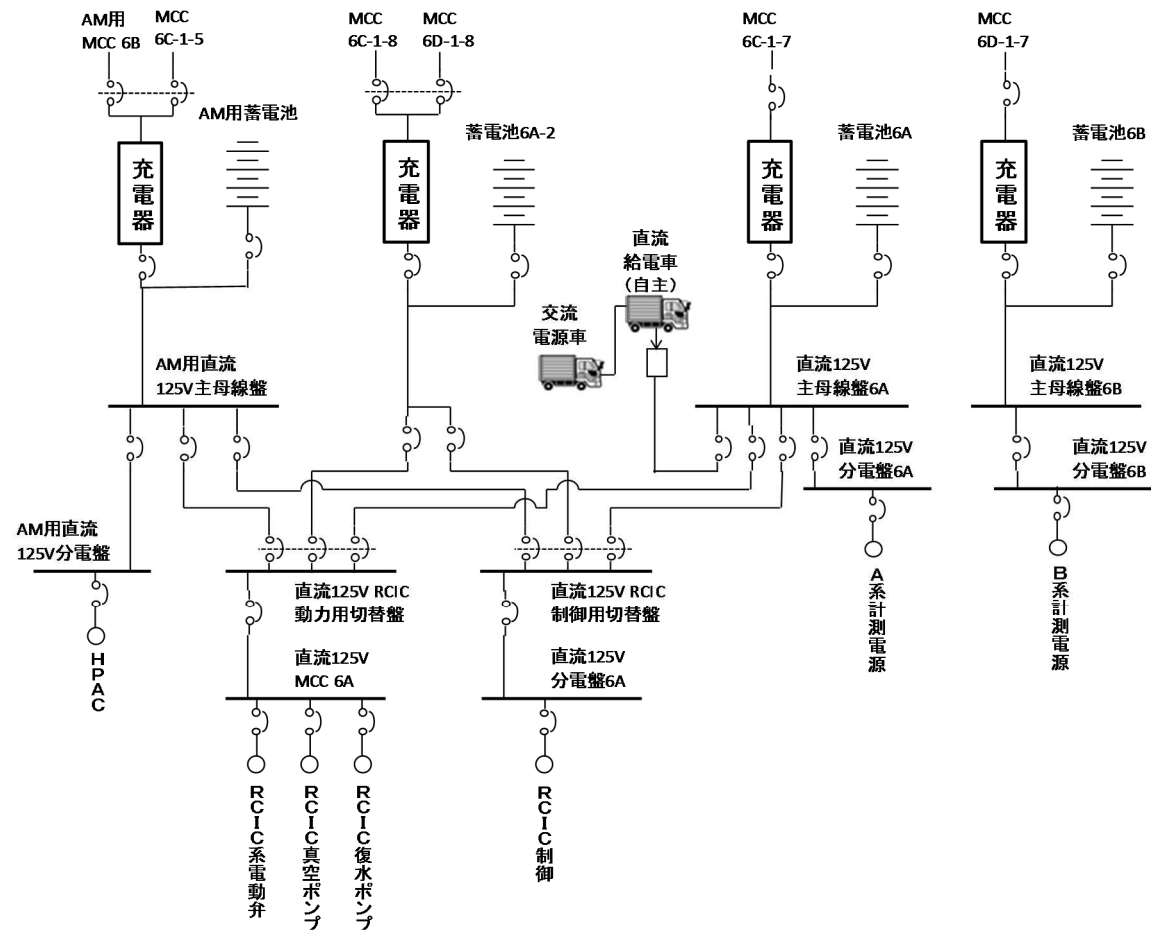 AM用
MCC 6B
MCC
6C-1-5
MCC
6C-1-8
MCC
6D-1-8
MCC
6C-1-7
MCC
6D-1-7
AM用蓄電池
蓄電池6A-2
蓄電池6A
蓄電池6B
充電器
充電器
充電器
充電器
直流
給電車
（自主）
交流
電源車
AM用直流
125V主母線盤
直流125V
主母線盤6A
直流125V
主母線盤6B
直流125V
分電盤6A
直流125V
分電盤6B
AM用直流
125V分電盤
直流125V RCIC
動力用切替盤
直流125V RCIC
制御用切替盤
A系計測電源
B系計測電源
HPAC
直流125V
MCC 6A
直流125V
分電盤6A
RCIC系電動弁
RCIC真空ポンプ
RCIC復水ポンプ
RCIC制御